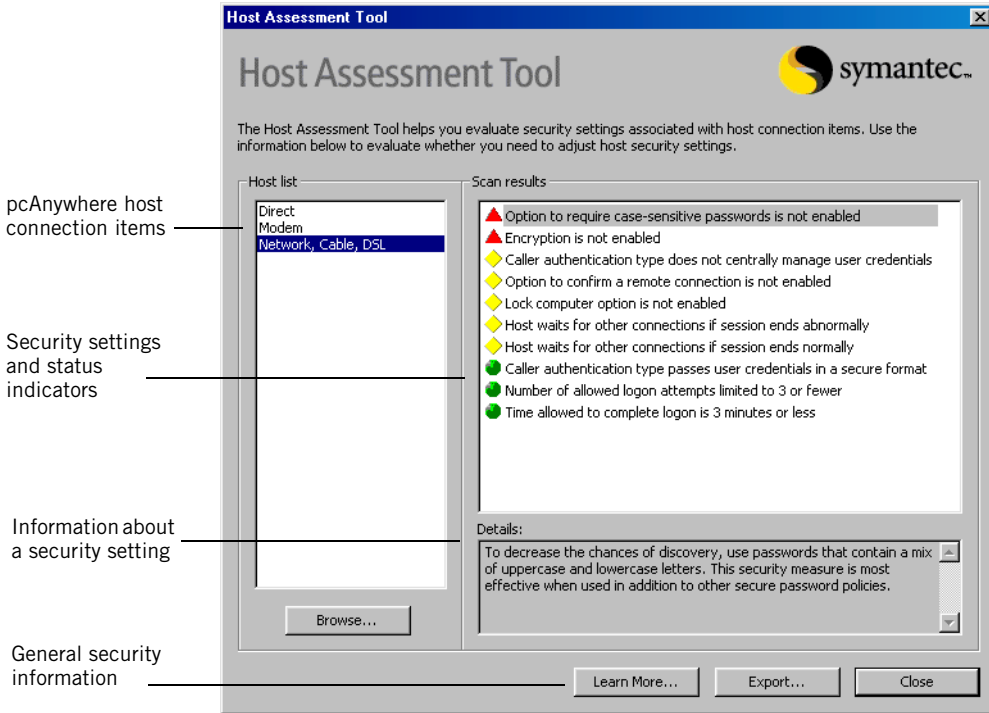 Host Assessment Tool
Host Assessment Tool
symantec™
The Host Assessment Tool helps you evaluate security settings associated with host connection items. Use the
information below to evaluate whether you need to adjust host security settings.
pcAnywhere host
connection items
Host list
Direct
Modem
Network, Cable, DSL
Scan results
Option to require case-sensitive passwords is not enabled
Encryption is not enabled
Caller authentication type does not centrally manage user credentials
Option to confirm a remote connection is not enabled
Lock computer option is not enabled
Host waits for other connections if session ends abnormally
Host waits for other connections if session ends normally
Caller authentication type passes user credentials in a secure format
Number of allowed logon attempts limited to 3 or fewer
Time allowed to complete logon is 3 minutes or less
Security settings
and status
indicators
Information about
a security setting
Details:
To decrease the chances of discovery, use passwords that contain a mix
of uppercase and lowercase letters. This security measure is most
effective when used in addition to other secure password policies.
Browse...
General security
information
Learn More...
Export...
Close